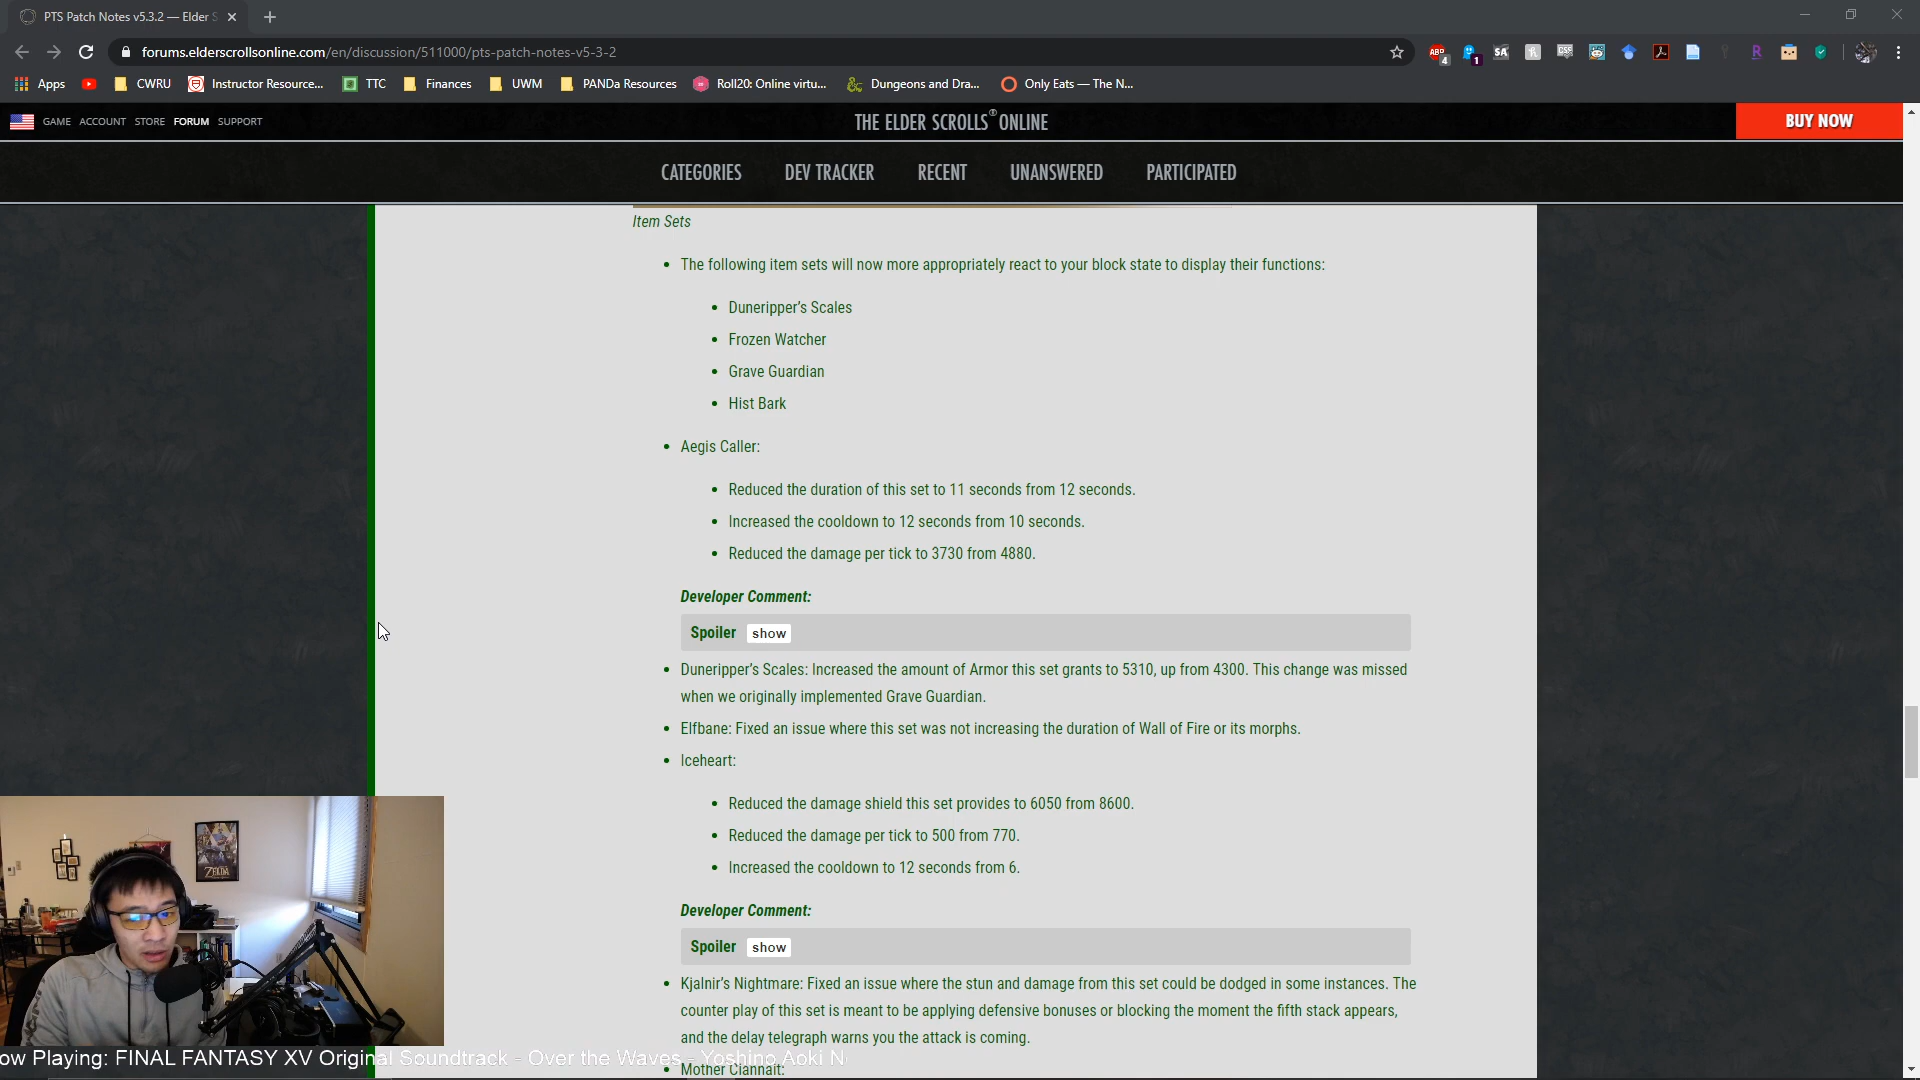 PTS Patch Notes v5.3.2 — Elder S
forums.elderscrollsonline.com/en/discussion/511000/pts-patch-notes-v5-3-2
Apps
CWRU
Instructor Resource...
TTC
Finances
UWM
PANDa Resources
Roll20: Online virtu...
Dungeons and Dra...
Only Eats — The N...
GAME ACCOUNT STORE FORUM SUPPORT
THE ELDER SCROLLS® ONLINE
BUY NOW
CATEGORIES DEV TRACKER RECENT UNANSWERED PARTICIPATED
Item Sets
• The following item sets will now more appropriately react to your block state to display their functions:
• Duneripper's Scales
• Frozen Watcher
• Grave Guardian
• Hist Bark
• Aegis Caller:
• Reduced the duration of this set to 11 seconds from 12 seconds.
• Increased the cooldown to 12 seconds from 10 seconds.
• Reduced the damage per tick to 3730 from 4880.
Developer Comment:
Spoiler show
• Duneripper's Scales: Increased the amount of Armor this set grants to 5310, up from 4300. This change was missed
when we originally implemented Grave Guardian.
• Elfbane: Fixed an issue where this set was not increasing the duration of Wall of Fire or its morphs.
• Iceheart:
• Reduced the damage shield this set provides to 6050 from 8600.
• Reduced the damage per tick to 500 from 770.
• Increased the cooldown to 12 seconds from 6.
Developer Comment:
Spoiler show
• Kjalnir's Nightmare: Fixed an issue where the stun and damage from this set could be dodged in some instances. The
counter play of this set is meant to be applying defensive bonuses or blocking the moment the fifth stack appears,
and the delay telegraph warns you the attack is coming.
• Mother Ciannait:
ZELDA
ow Playing: FINAL FANTASY XV Original Soundtrack - Over the Waves - Yoshino Aoki N